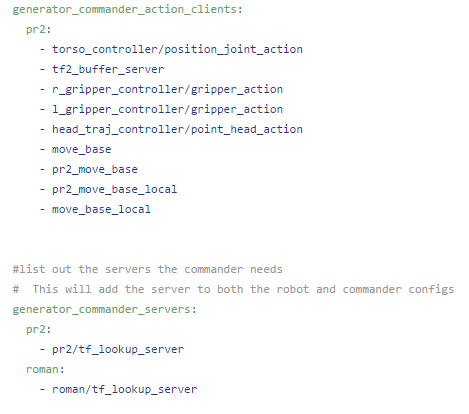 generator_commander_action_clients:
  pr2:
    - torso_controller/position_joint_action
    - tf2_buffer_server
    - r_gripper_controller/gripper_action
    - l_gripper_controller/gripper_action
    - head_traj_controller/point_head_action
    - move_base
    - pr2_move_base
    - pr2_move_base_local
    - move_base_local
#list out the servers the commander needs
#  This will add the server to both the robot and commander configs
generator_commander_servers:
  pr2:
    - pr2/tf_lookup_server
  roman:
    - roman/tf_lookup_server